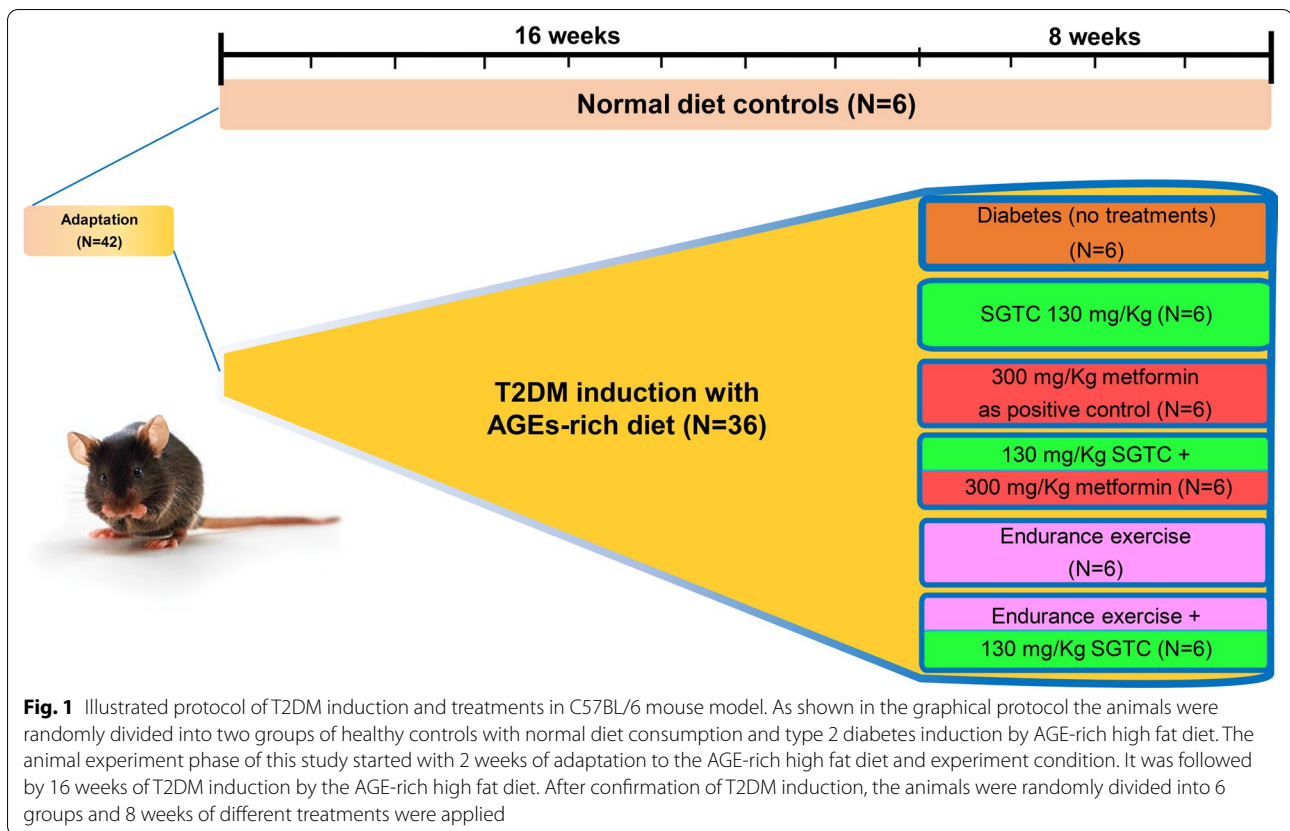 16 weeks
8 weeks
Normal diet controls (N=6)
Adaptation
(N=42)
T2DM induction with
AGEs-rich diet (N=36)
Diabetes (no treatments)
(N=6)
SGTC 130 mg/Kg (N=6)
300 mg/Kg metformin
as positive control (N=6)
130 mg/Kg SGTC +
300 mg/Kg metformin (N=6)
Endurance exercise
(N=6)
Endurance exercise +
130 mg/Kg SGTC (N=6)
Fig. 1 Illustrated protocol of T2DM induction and treatments in C57BL/6 mouse model. As shown in the graphical protocol the animals were
randomly divided into two groups of healthy controls with normal diet consumption and type 2 diabetes induction by AGE-rich high fat diet. The
animal experiment phase of this study started with 2 weeks of adaptation to the AGE-rich high fat diet and experiment condition. It was followed
by 16 weeks of T2DM induction by the AGE-rich high fat diet. After confirmation of T2DM induction, the animals were randomly divided into 6
groups and 8 weeks of different treatments were applied